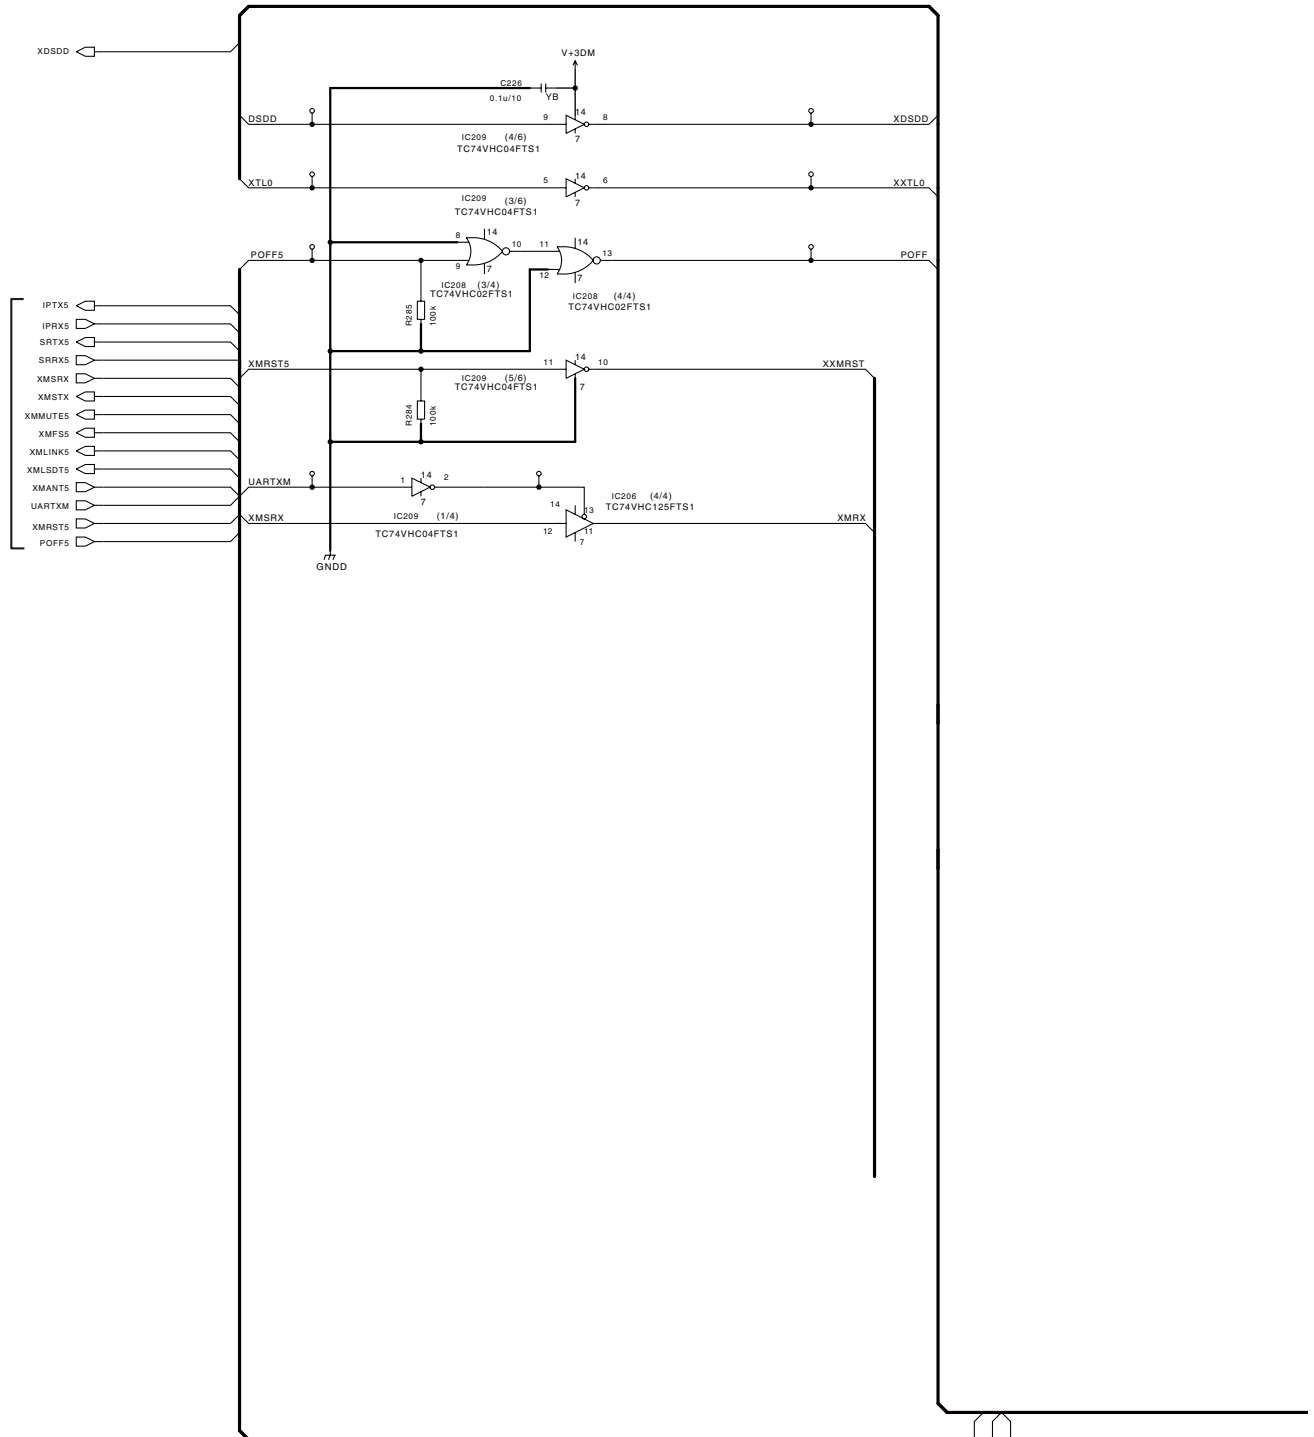 XDSDD
V+3DM
C226
0.1u/10 YB
DSDD 9 14 8 XDSDD
7
IC209 (4/6)
TC74VHC04FTS1
XTL0 5 14 6 XXTL0
7
IC209 (3/6)
TC74VHC04FTS1
POFF5 8 14 10 11 14 13 POFF
9 7 12 7
IC208 (3/4)
TC74VHC02FTS1
IC208 (4/4)
TC74VHC02FTS1
R285
100k
IPTX5
IPRX5
SRTX5
SRRX5
XMSRX
XMSTX
XMMUTE5
XMFS5
XMLINK5
XMLSDT5
XMANT5
UARTXM
XMRST5
POFF5
XMRST5 11 14 10 XXMRST
7
IC209 (5/6)
TC74VHC04FTS1
R284
100k
UARTXM 1 14 2
7
IC206 (4/4)
TC74VHC125FTS1
XMSRX 14 13 XMRX
12 11
7
IC209 (1/4)
TC74VHC04FTS1
GNDD